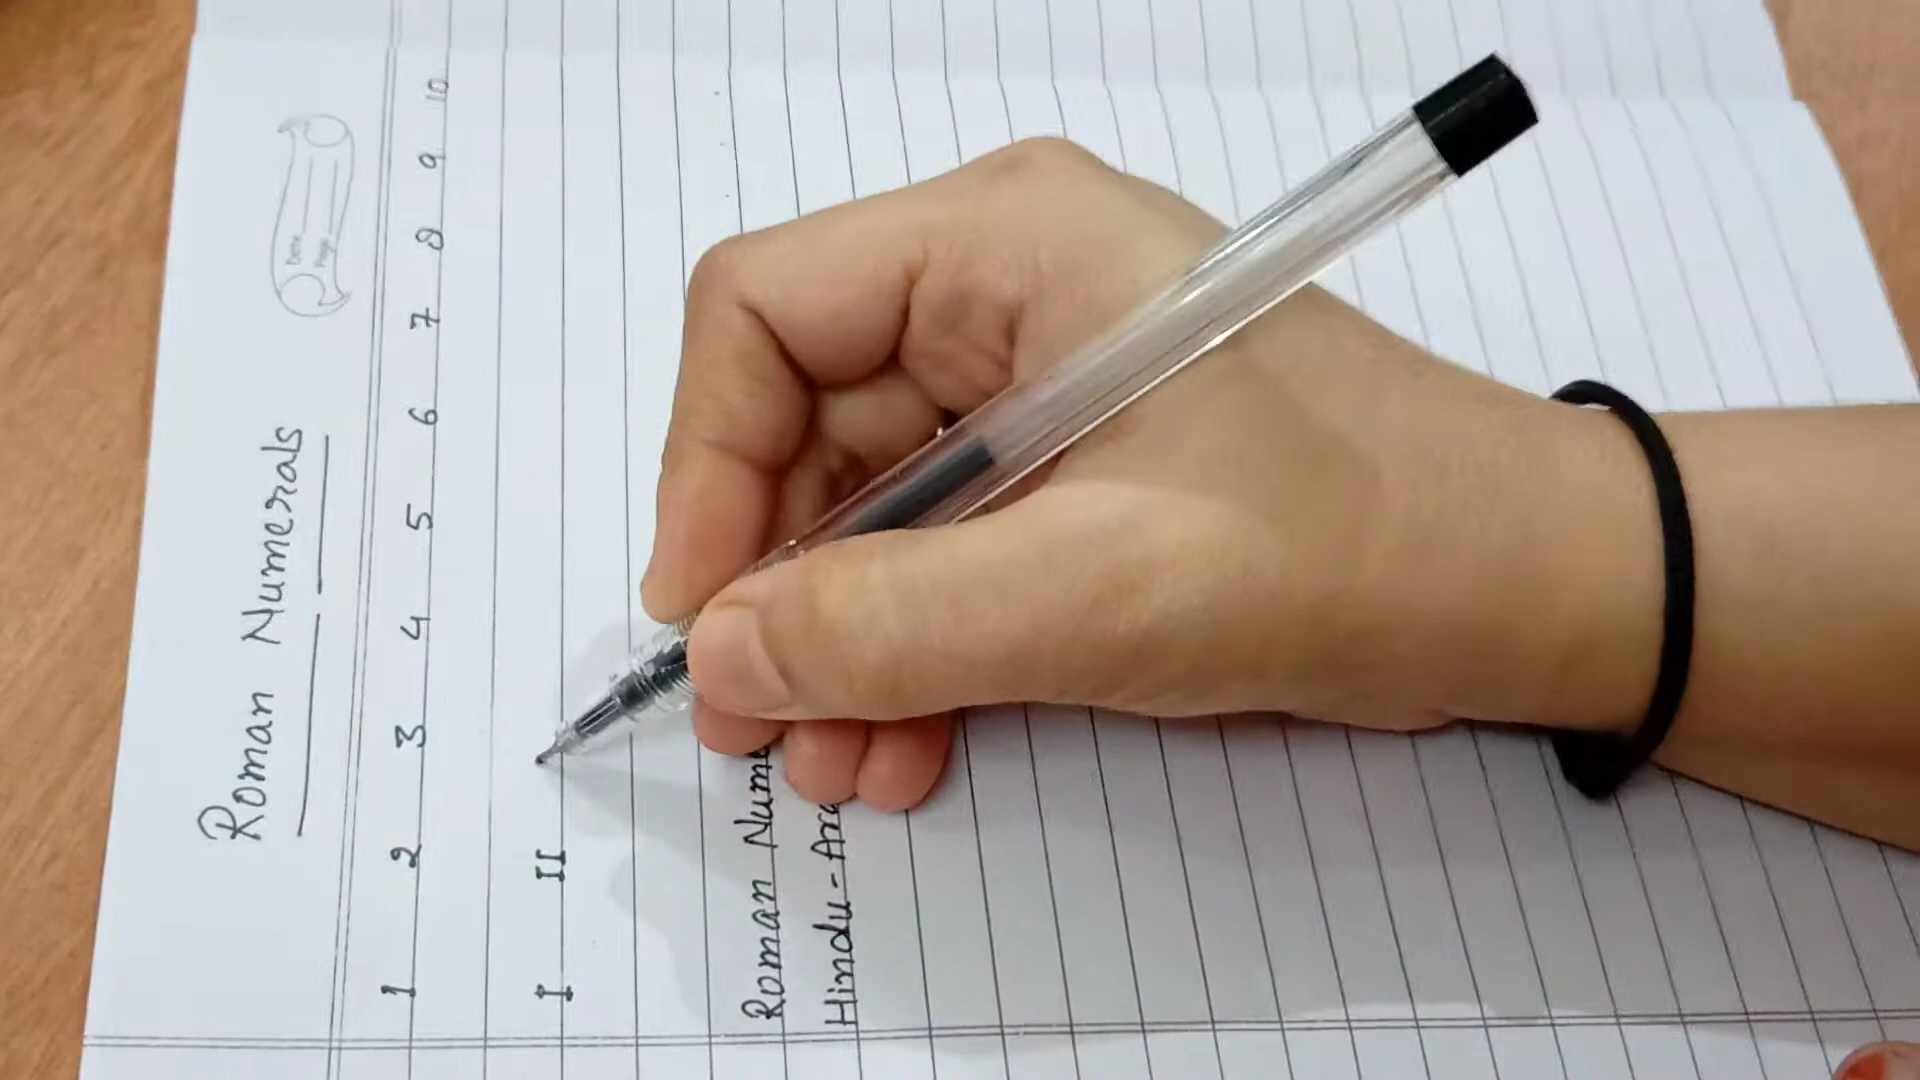 Date
Page
Roman Numerals
1 2 3 4 5 6 7 8 9 10
I II
Roman
Hindu-